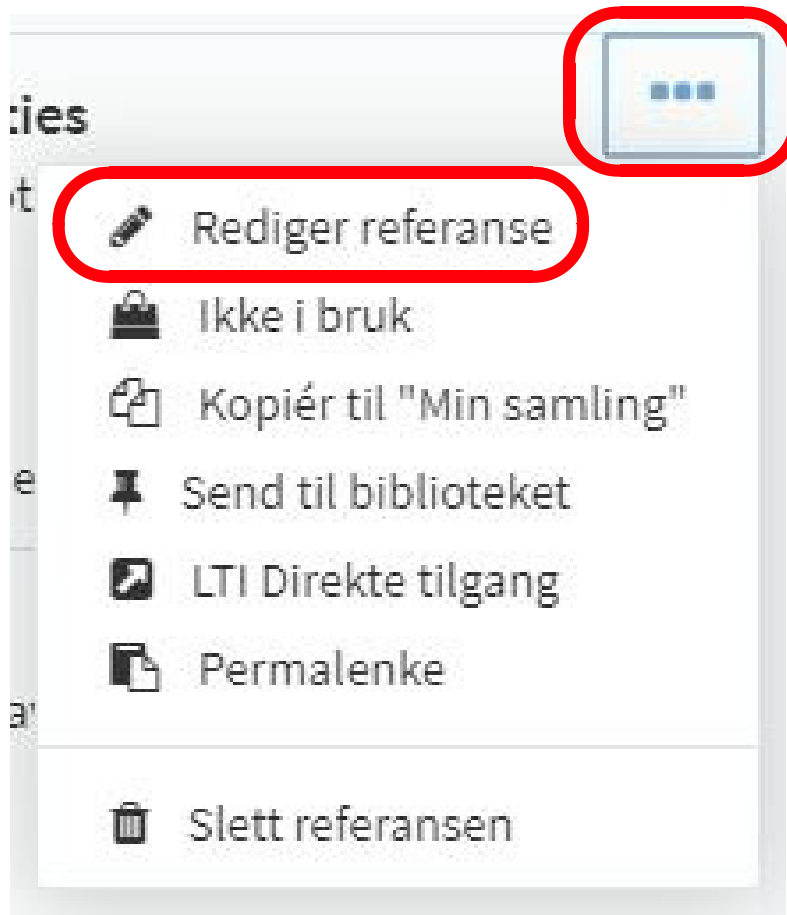 ties
Rediger referanse
Ikke i bruk
Kopiér til "Min samling"
Send til biblioteket
LTI Direkte tilgang
Permalenke
Slett referansen